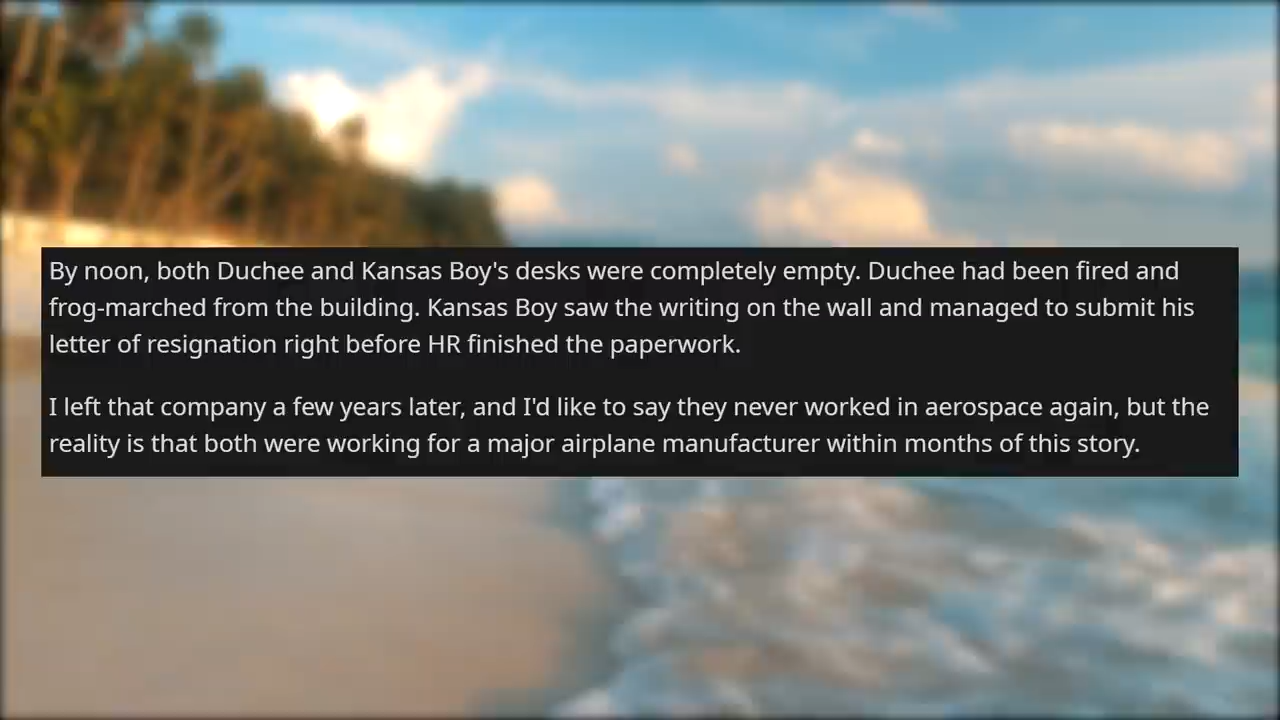 By noon, both Duchee and Kansas Boy's desks were completely empty. Duchee had been fired and
frog-marched from the building. Kansas Boy saw the writing on the wall and managed to submit his
letter of resignation right before HR finished the paperwork.
I left that company a few years later, and I'd like to say they never worked in aerospace again, but the
reality is that both were working for a major airplane manufacturer within months of this story.